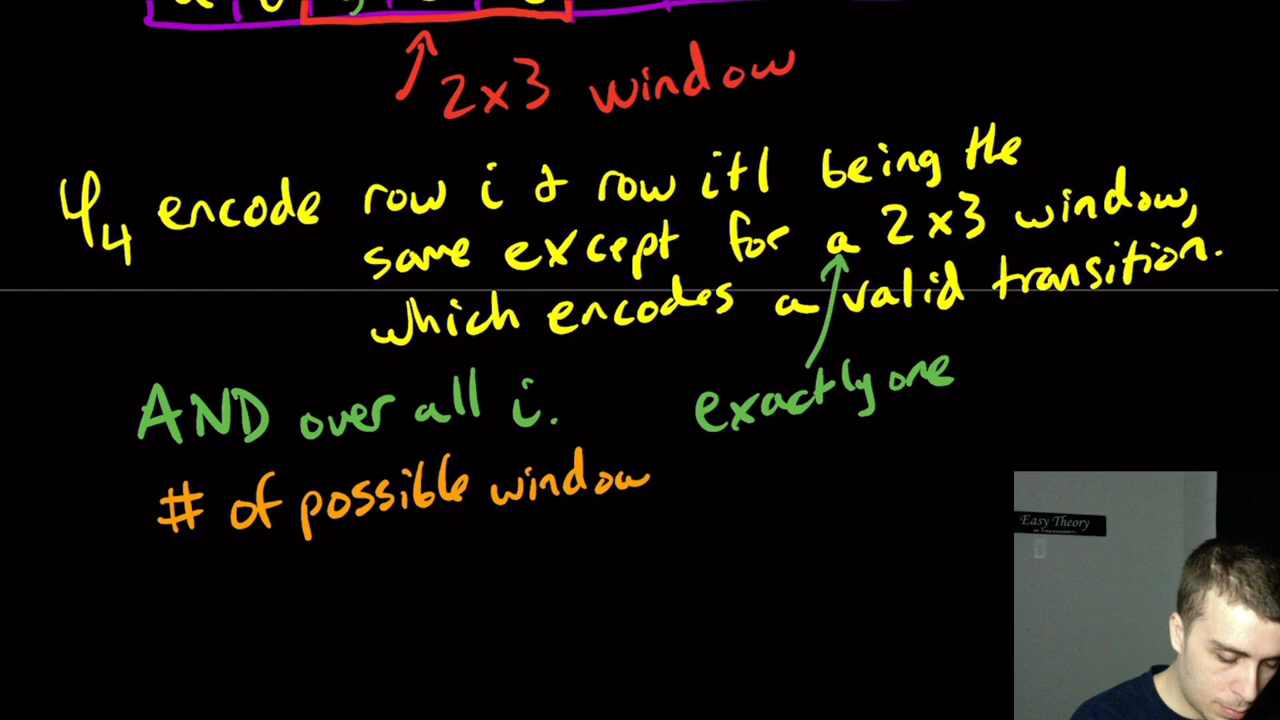 2x3 window
φ4 encode row i & row i+1 being the
same except for a 2x3 window,
which encodes a valid transition.
AND over all i.
exactly one
# of possible window
Easy Theory